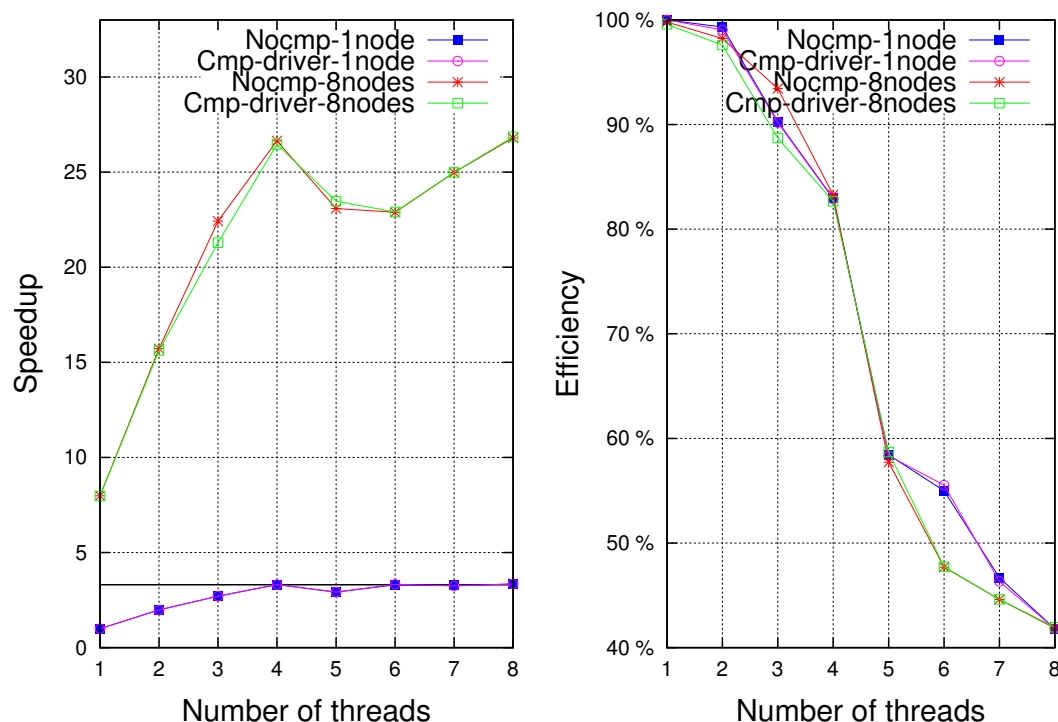 Speedup
30
25
20
15
10
5
0
Nocmp-1node
Cmp-driver-1node
Nocmp-8nodes
Cmp-driver-8nodes
1 2 3 4 5 6 7 8
Number of threads
Efficiency
100 %
90 %
80 %
70 %
60 %
50 %
40 %
Nocmp-1node
Cmp-driver-1node
Nocmp-8nodes
Cmp-driver-8nodes
1 2 3 4 5 6 7 8
Number of threads